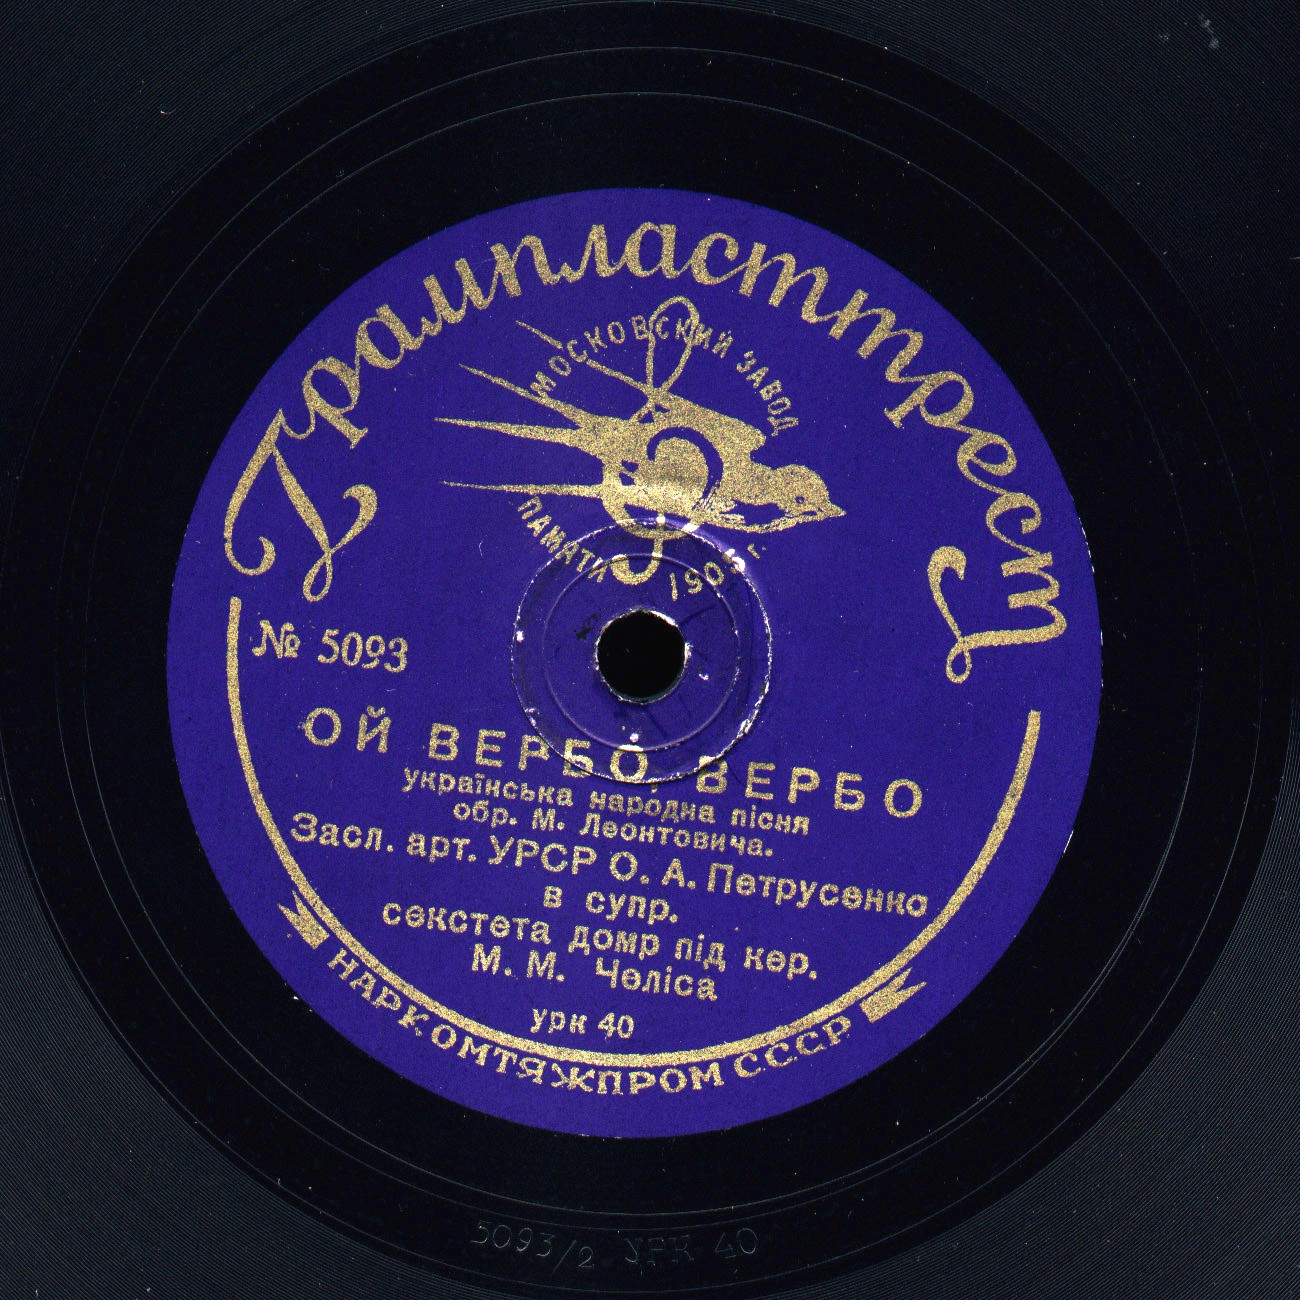 Грампласттрест
МОСКОВСКИЙ ЗАВОД
ПАМЯТИ 1905 г.
№ 5093
ОЙ ВЕРБО, ВЕРБО
українська народна пісня
обр. М. Леонтовича.
Засл. арт. УРСР О. А. Петрусенко
в супр.
секстета домр під кер.
М. М. Чөліса
урк 40
НАРКОМТЯЖПРОМ СССР
5093/2 УРК 40